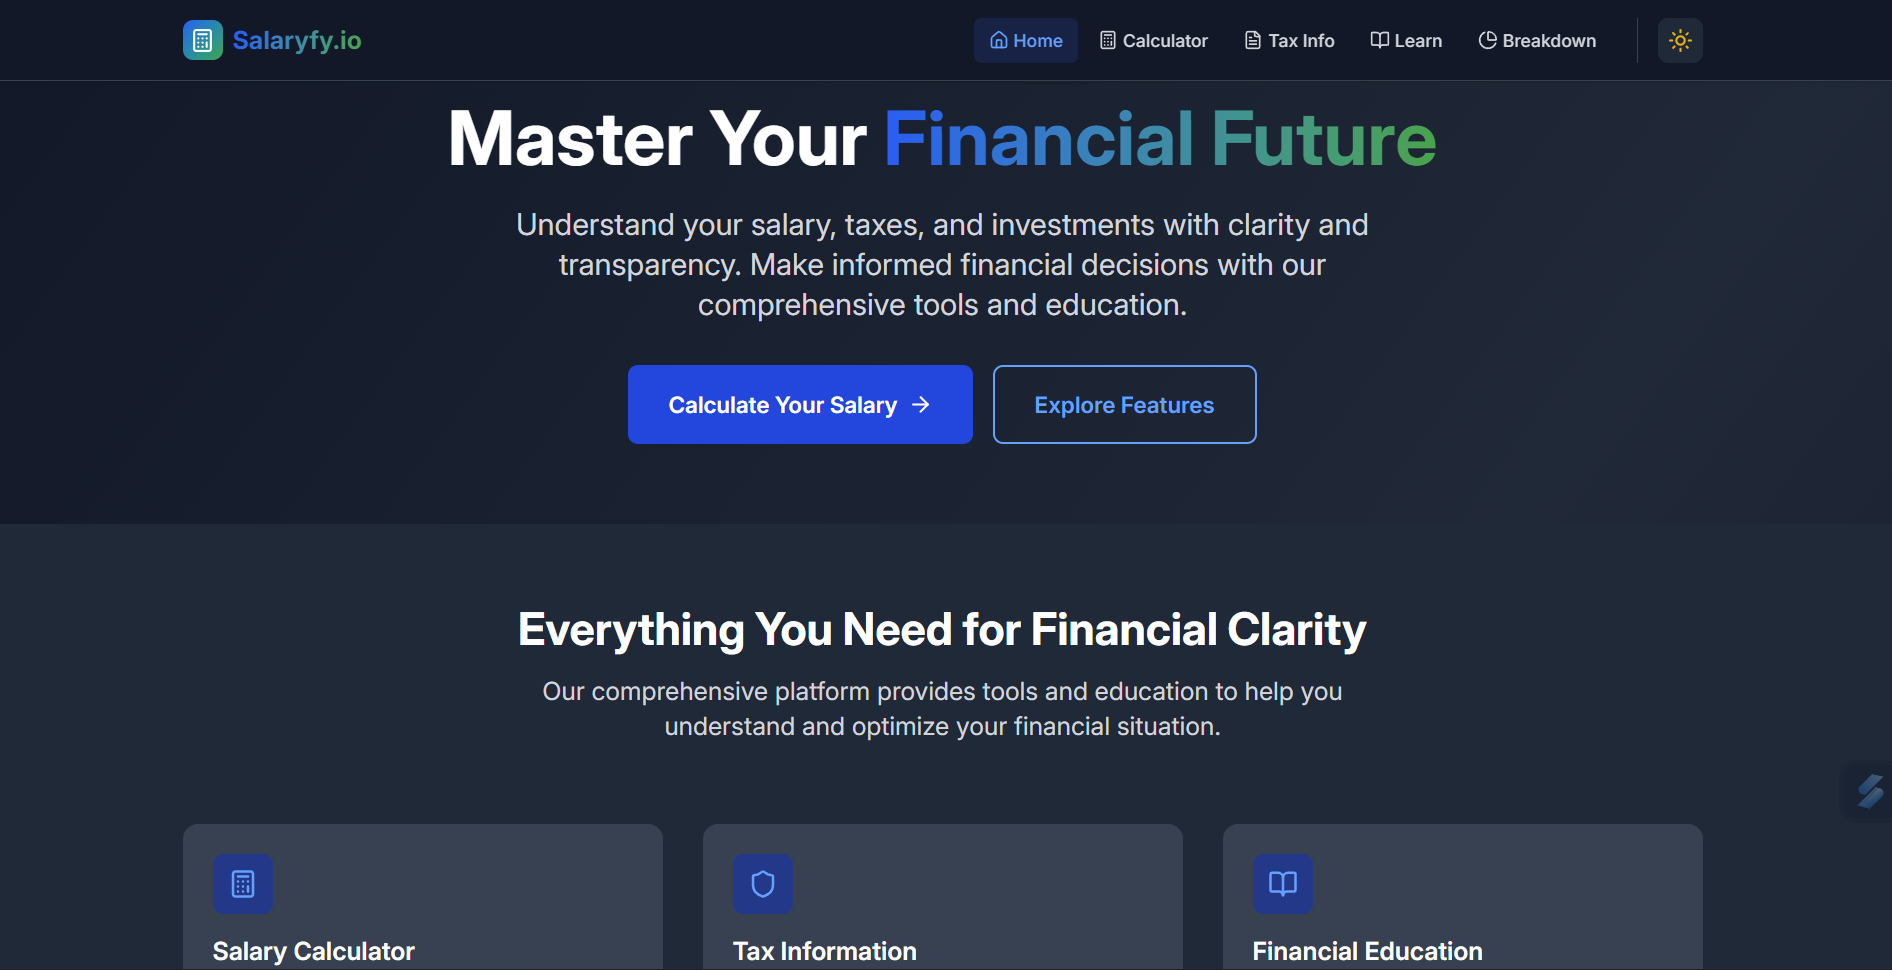 Salaryfy.io
Home
Calculator
Tax Info
Learn
Breakdown
Master Your Financial Future
Understand your salary, taxes, and investments with clarity and
transparency. Make informed financial decisions with our
comprehensive tools and education.
Calculate Your Salary
Explore Features
Everything You Need for Financial Clarity
Our comprehensive platform provides tools and education to help you
understand and optimize your financial situation.
Salary Calculator
Tax Information
Financial Education